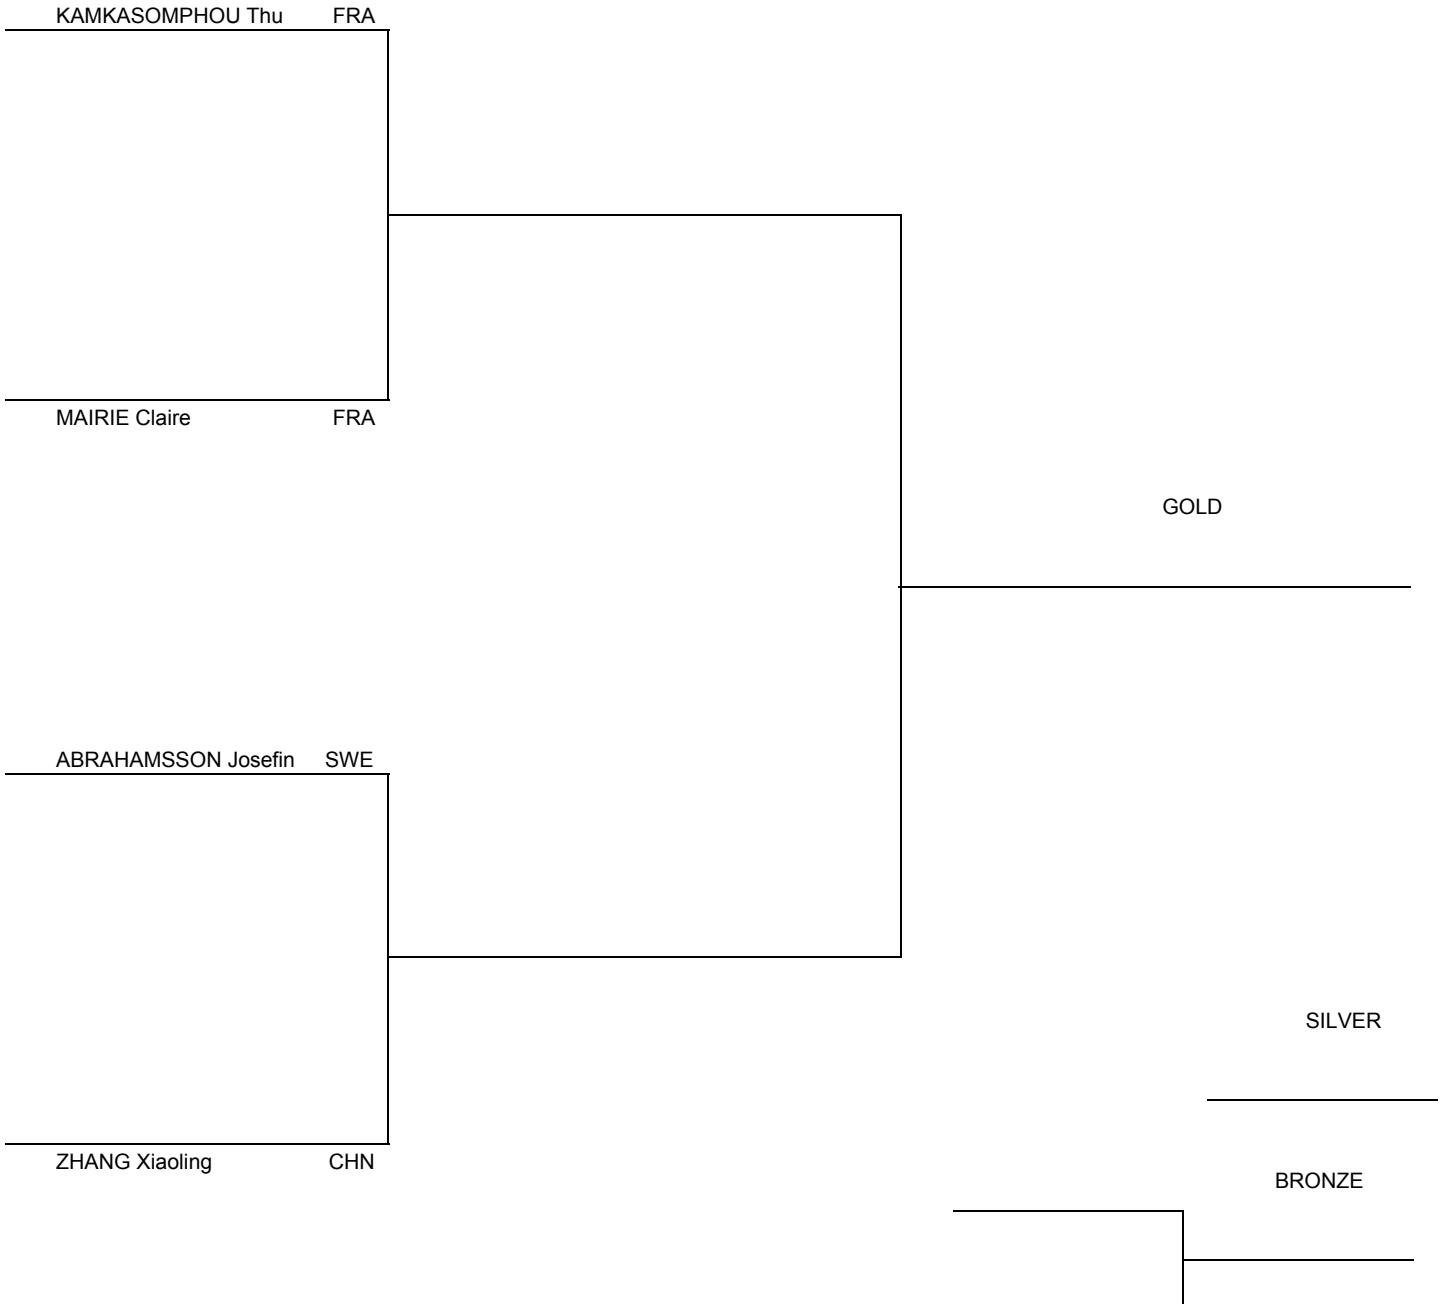 KAMKASOMPHOU Thu FRA
MAIRIE Claire FRA
GOLD
ABRAHAMSSON Josefin SWE
SILVER
ZHANG Xiaoling CHN
BRONZE